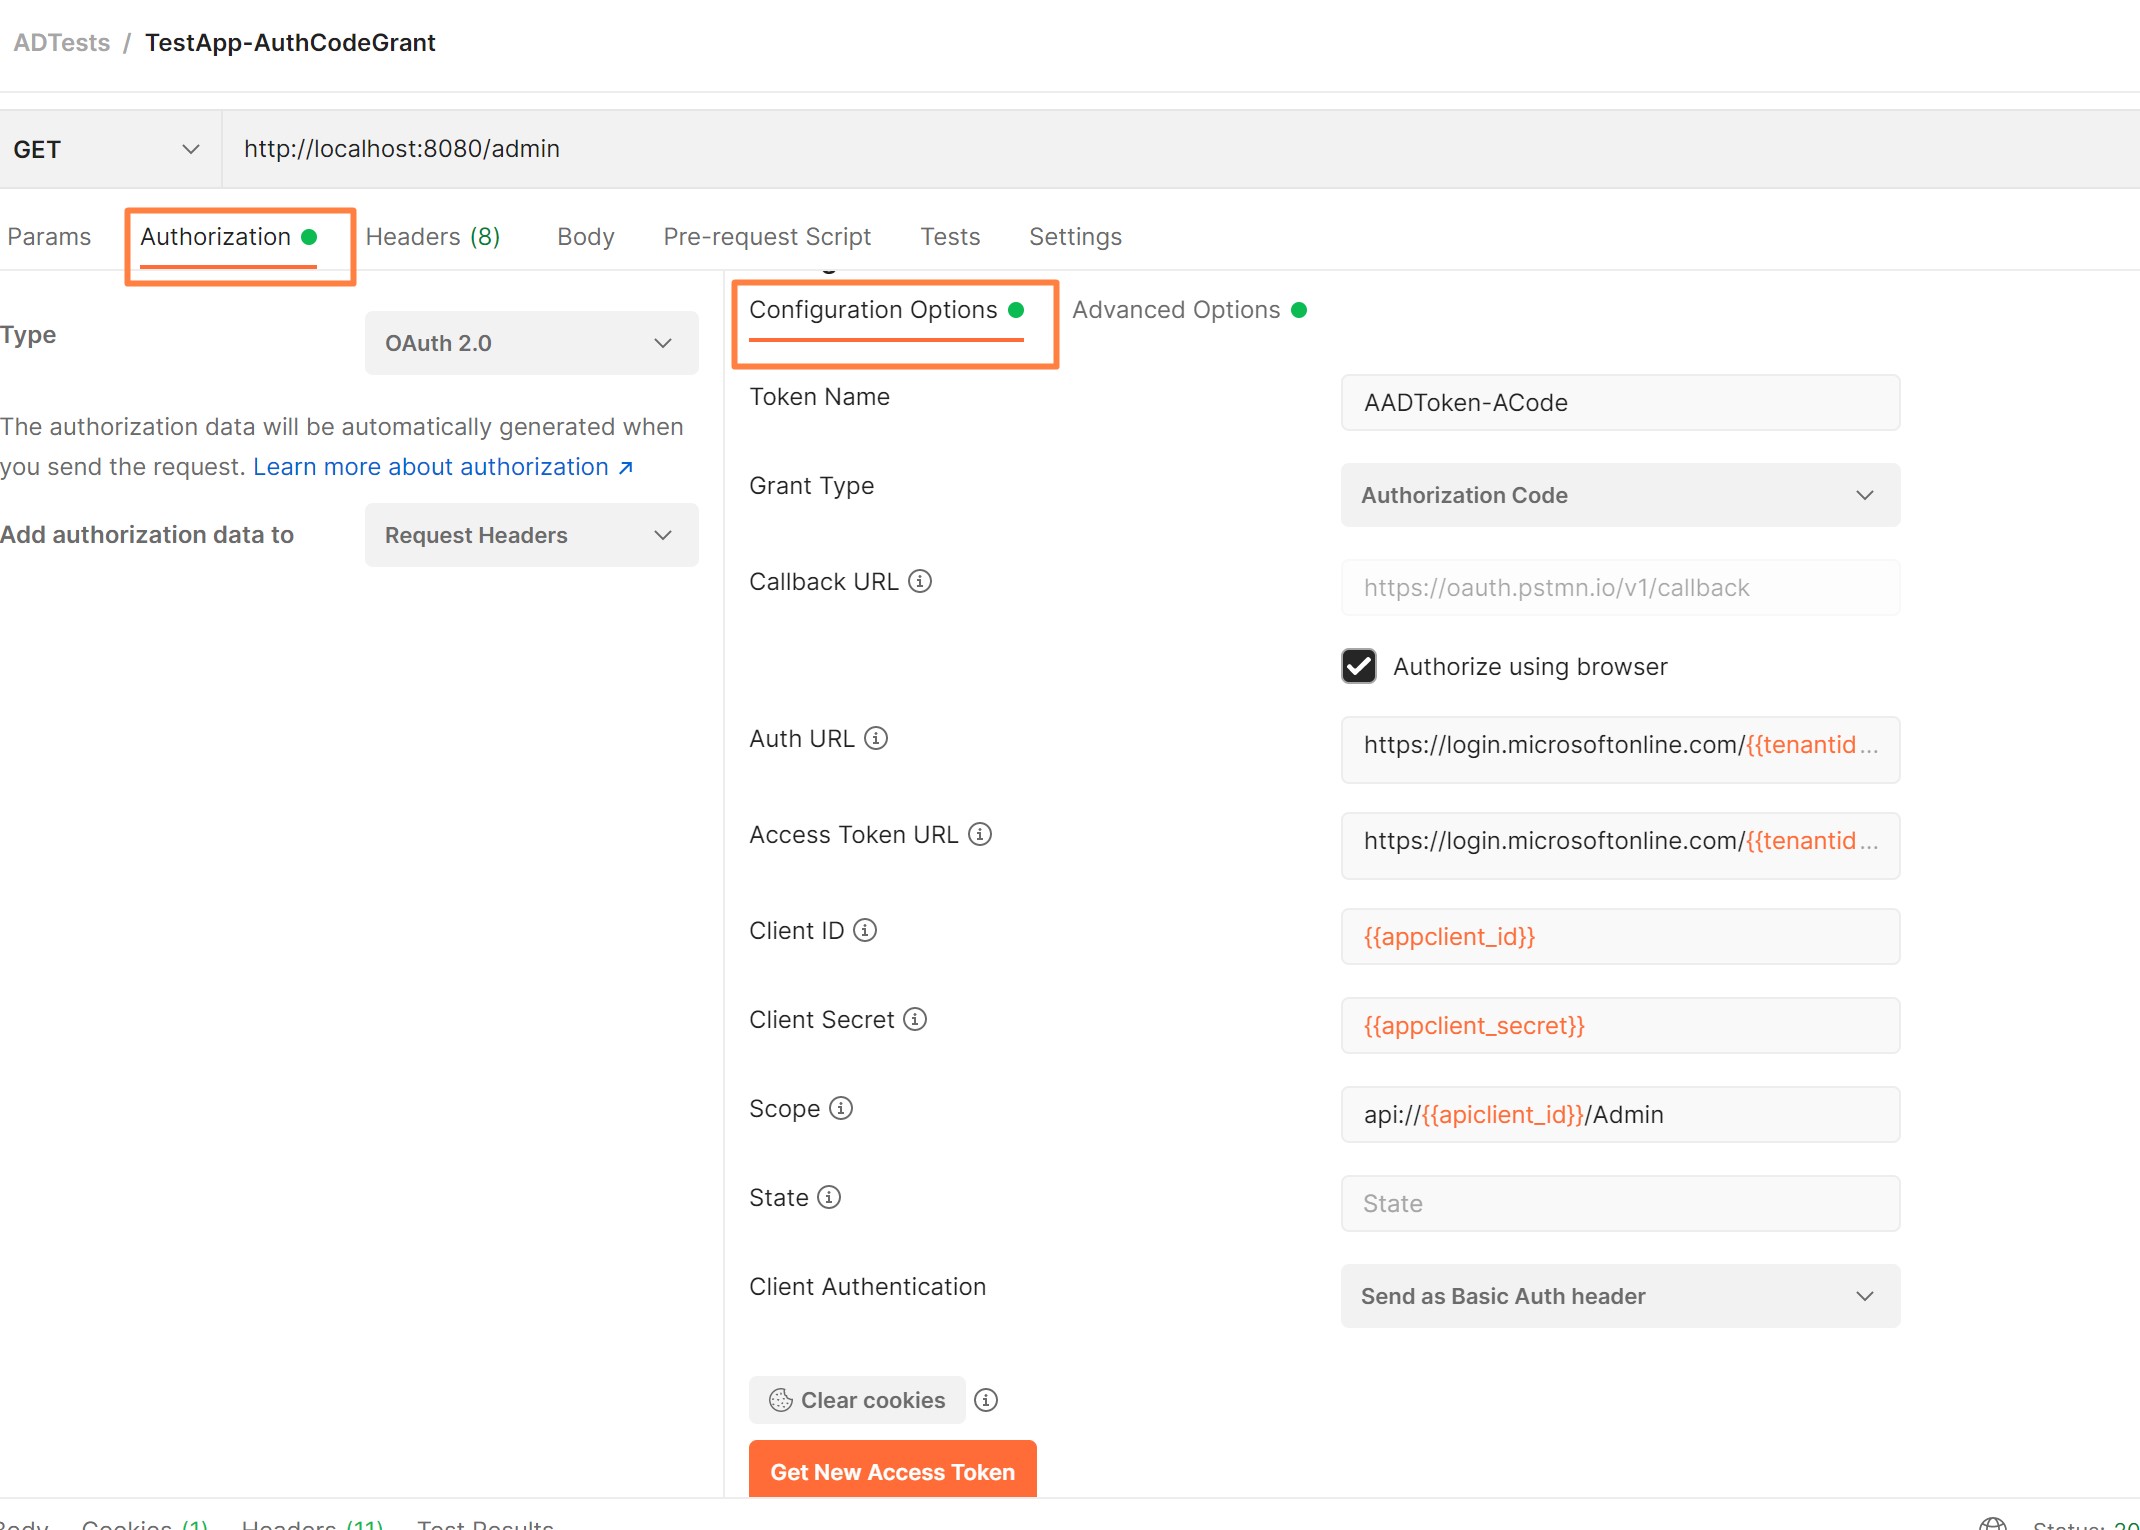 ADTests / TestApp-AuthCodeGrant
GET http://localhost:8080/admin
Params Authorization Headers (8) Body Pre-request Script Tests Settings
Type OAuth 2.0
The authorization data will be automatically generated when
you send the request. Learn more about authorization ↗
Add authorization data to Request Headers
Configuration Options Advanced Options
Token Name AADToken-ACode
Grant Type Authorization Code
Callback URL https://oauth.pstmn.io/v1/callback
Authorize using browser
Auth URL https://login.microsoftonline.com/{{tenantid...
Access Token URL https://login.microsoftonline.com/{{tenantid...
Client ID {{appclient_id}}
Client Secret {{appclient_secret}}
Scope api://{{apiclient_id}}/Admin
State State
Client Authentication Send as Basic Auth header
Clear cookies
Get New Access Token
Body Cookies (1) Headers (11) Test Results Status: 20